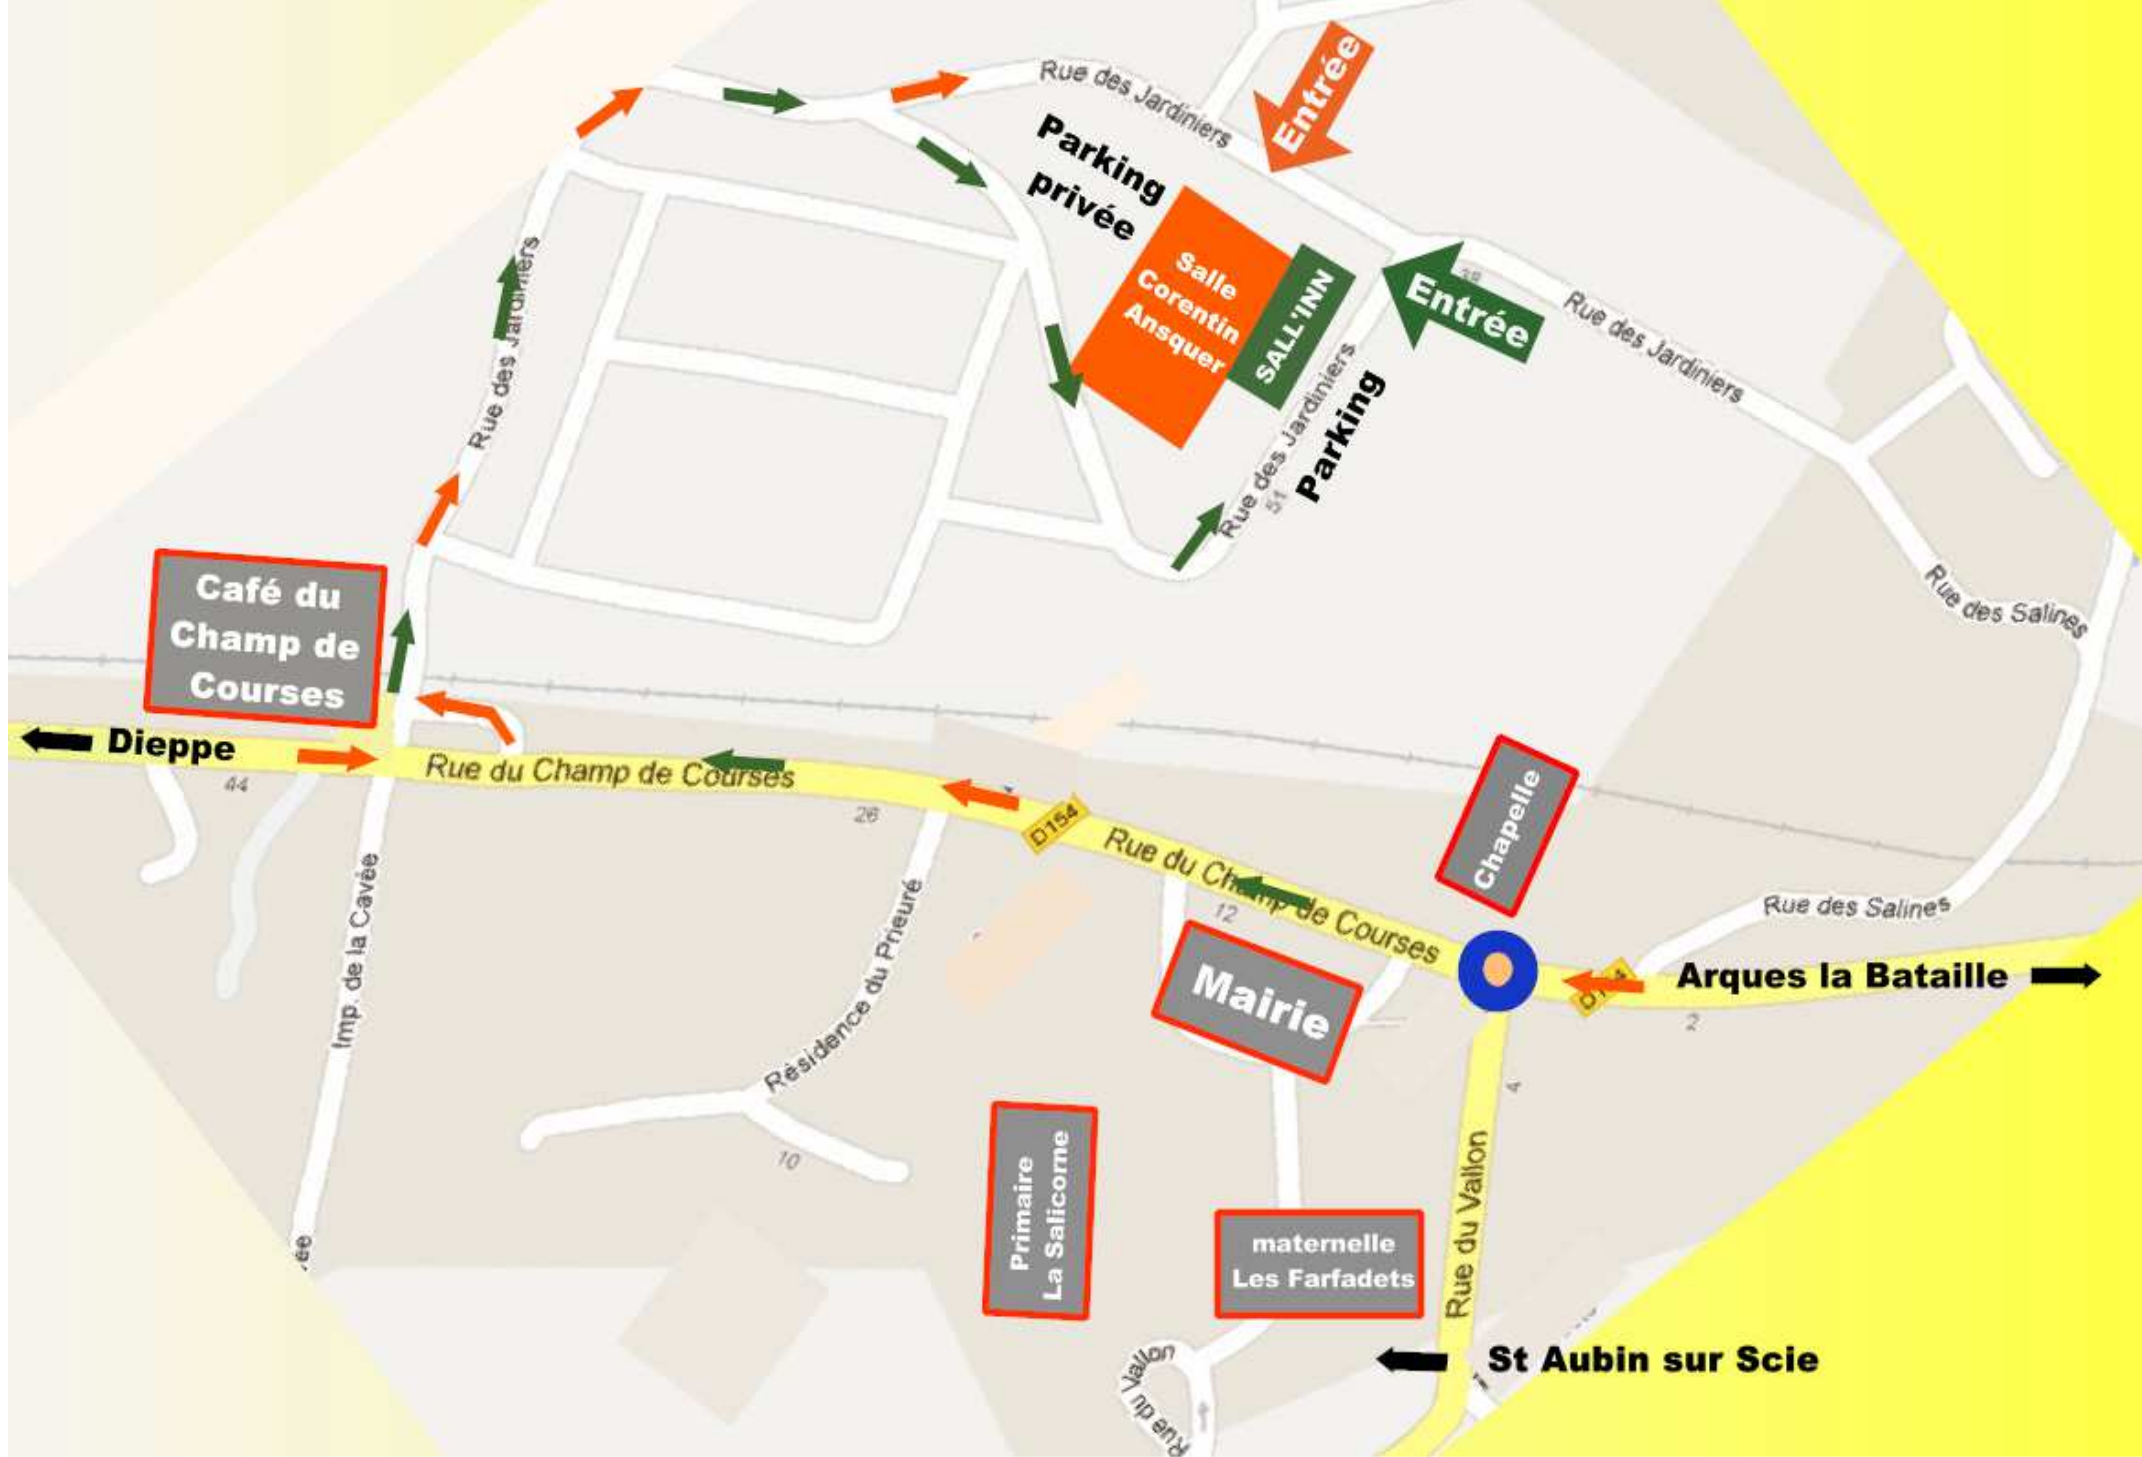 Rue des Jardiniers
Entrée
Parking
privée
Salle
Corentin
Ansquer
SALL'INN
Entrée
38
Rue des Jardiniers
Rue des Jardiniers
Rue des Jardiniers
51
Parking
Rue des Salines
Café du
Champ de
Courses
Dieppe
44
Rue du Champ de Courses
26
D154
Rue du Champ de Courses
12
Chapelle
Rue des Salines
Arques la Bataille
2
Imp. de la Cavée
Résidence du Prieuré
Mairie
4
10
Primaire
La Salicorne
maternelle
Les Farfadets
Rue du Vallon
St Aubin sur Scie
Rue du Vallon